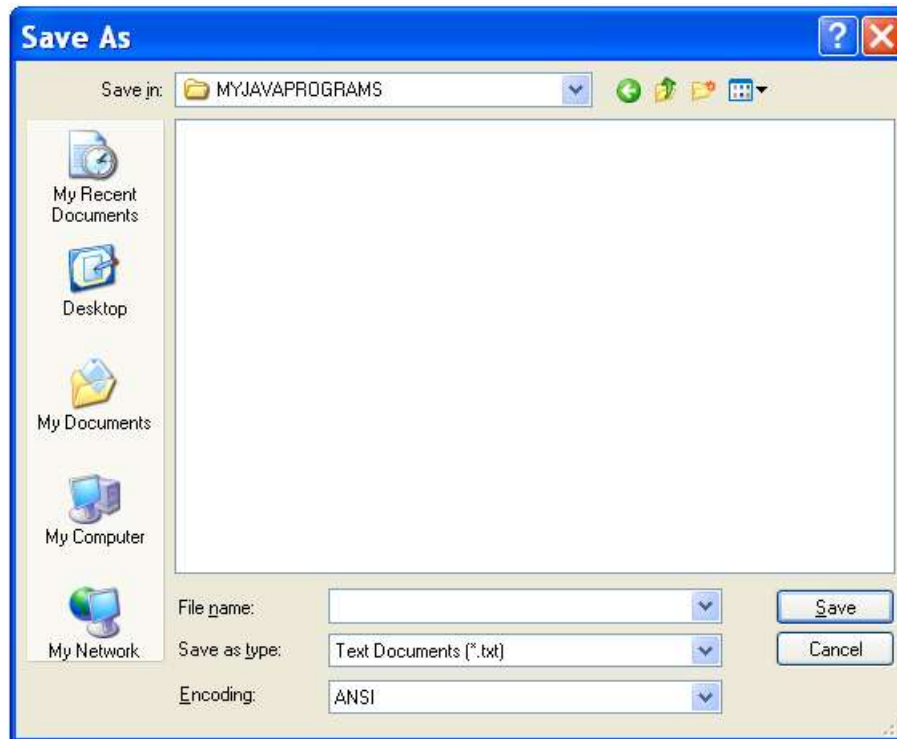 Save As
Save in: MYJAVAPROGRAMS
My Recent
Documents
Desktop
My Documents
My Computer
My Network
File name:
Save
Save as type: Text Documents (*.txt)
Cancel
Encoding: ANSI